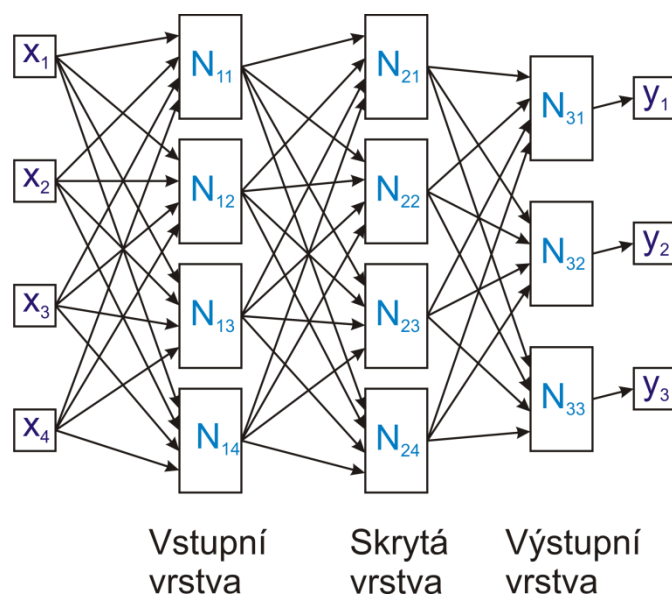 x₁ N₁₁ N₂₁ N₃₁ y₁
x₂ N₁₂ N₂₂ N₃₂ y₂
x₃ N₁₃ N₂₃ N₃₃ y₃
x₄ N₁₄ N₂₄
Vstupní Skrytá Výstupní
vrstva vrstva vrstva